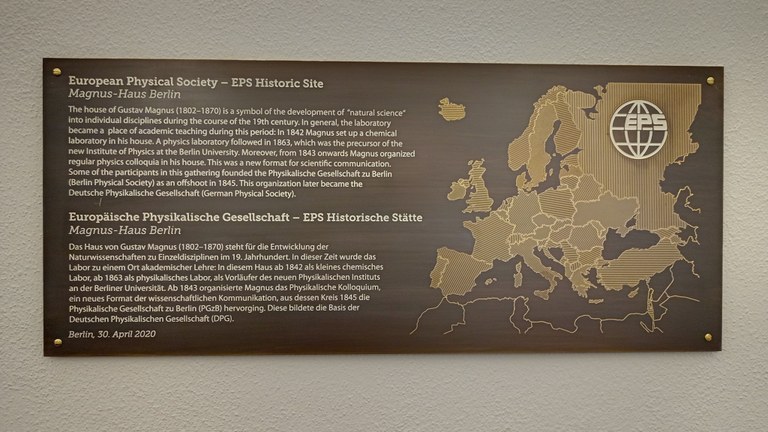 European Physical Society – EPS Historic Site
Magnus-Haus Berlin
The house of Gustav Magnus (1802–1870) is a symbol of the development of "natural science"
into individual disciplines during the course of the 19th century. In general, the laboratory
became a place of academic teaching during this period: In 1842 Magnus set up a chemical
laboratory in his house. A physics laboratory followed in 1863, which was the precursor of the
new Institute of Physics at the Berlin University. Moreover, from 1843 onwards Magnus organized
regular physics colloquia in his house. This was a new format for scientific communication.
Some of the participants in this gathering founded the Physikalische Gesellschaft zu Berlin
(Berlin Physical Society) as an offshoot in 1845. This organization later became the
Deutsche Physikalische Gesellschaft (German Physical Society).
Europäische Physikalische Gesellschaft – EPS Historische Stätte
Magnus-Haus Berlin
Das Haus von Gustav Magnus (1802–1870) steht für die Entwicklung der
Naturwissenschaften zu Einzeldisziplinen im 19. Jahrhundert. In dieser Zeit wurde das
Labor zu einem Ort akademischer Lehre: In diesem Haus ab 1842 als kleines chemisches
Labor, ab 1863 als physikalisches Labor, als Vorläufer des neuen Physikalischen Instituts
an der Berliner Universität. Ab 1843 organisierte Magnus das Physikalische Kolloquium,
ein neues Format der wissenschaftlichen Kommunikation, aus dessen Kreis 1845 die
Physikalische Gesellschaft zu Berlin (PGzB) hervorging. Diese bildete die Basis der
Deutschen Physikalischen Gesellschaft (DPG).
Berlin, 30. April 2020
EPS